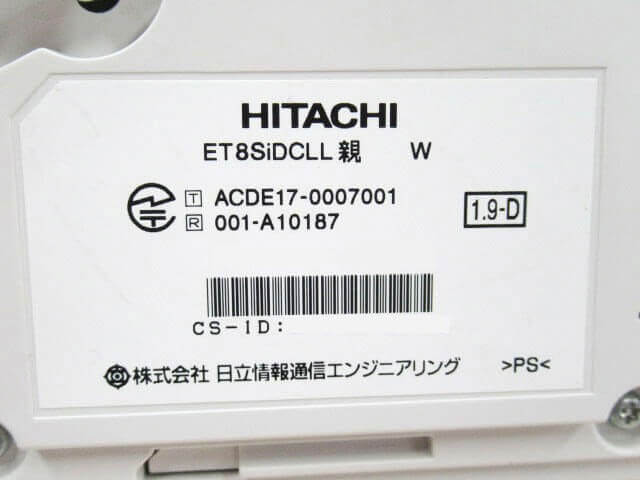 HITACHI
ET8SiDCLL 親 W
T ACDE17-0007001
R 001-A10187
1.9-D
CS-ID:
株式会社 日立情報通信エンジニアリング >PS<